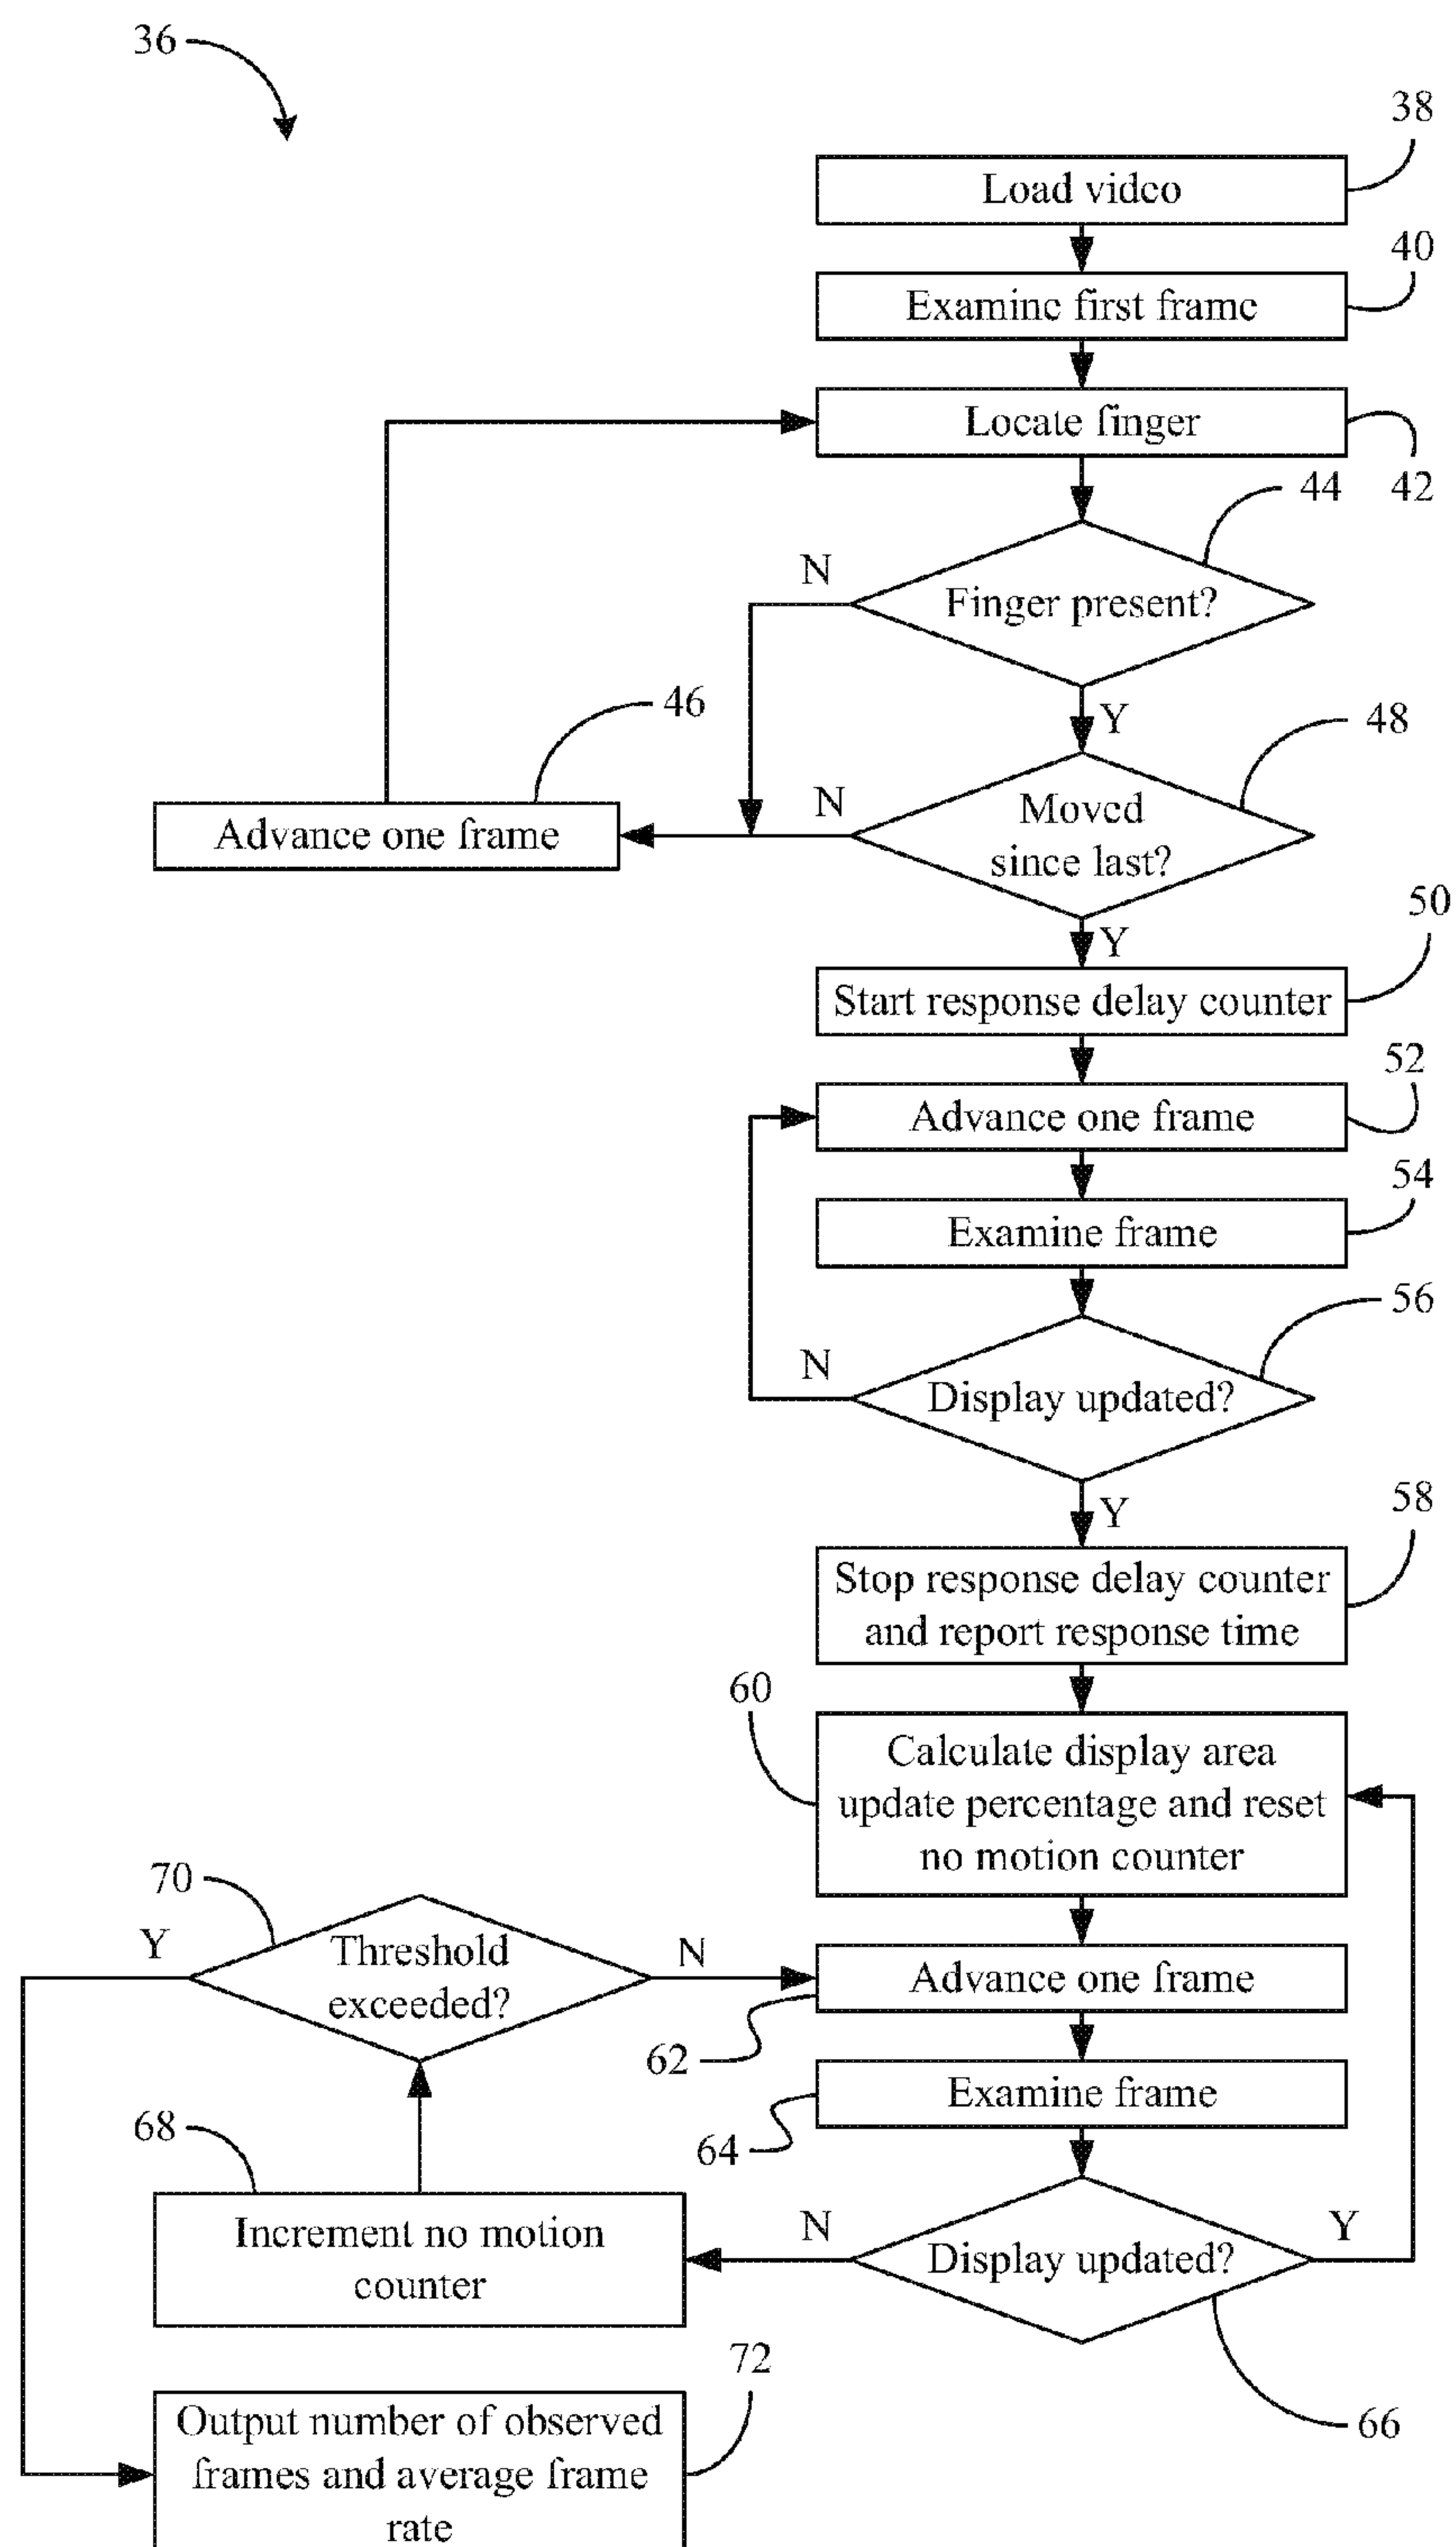 36
38
Load video
40
Examine first frame
Locate finger
42
44
Finger present?
N
Y
46
48
Moved
since last?
N
Advance one frame
Y
50
Start response delay counter
52
Advance one frame
54
Examine frame
56
Display updated?
N
Y
58
Stop response delay counter
and report response time
60
Calculate display area
update percentage and reset
no motion counter
70
Threshold
exceeded?
Y
N
Advance one frame
62
Examine frame
64
68
Increment no motion
counter
N
Display updated?
Y
66
72
Output number of observed
frames and average frame
rate